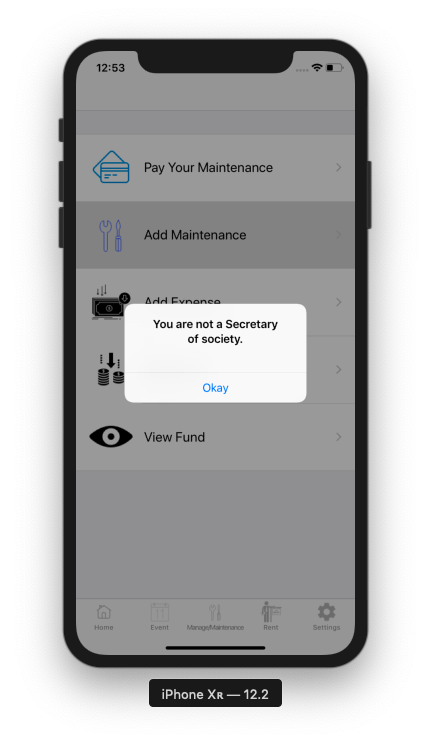 12:53
Pay Your Maintenance
Add Maintenance
Add Expense
You are not a Secretary
of society.
Okay
View Fund
Home
Event
ManageMaintenance
Rent
Settings
iPhone XR — 12.2